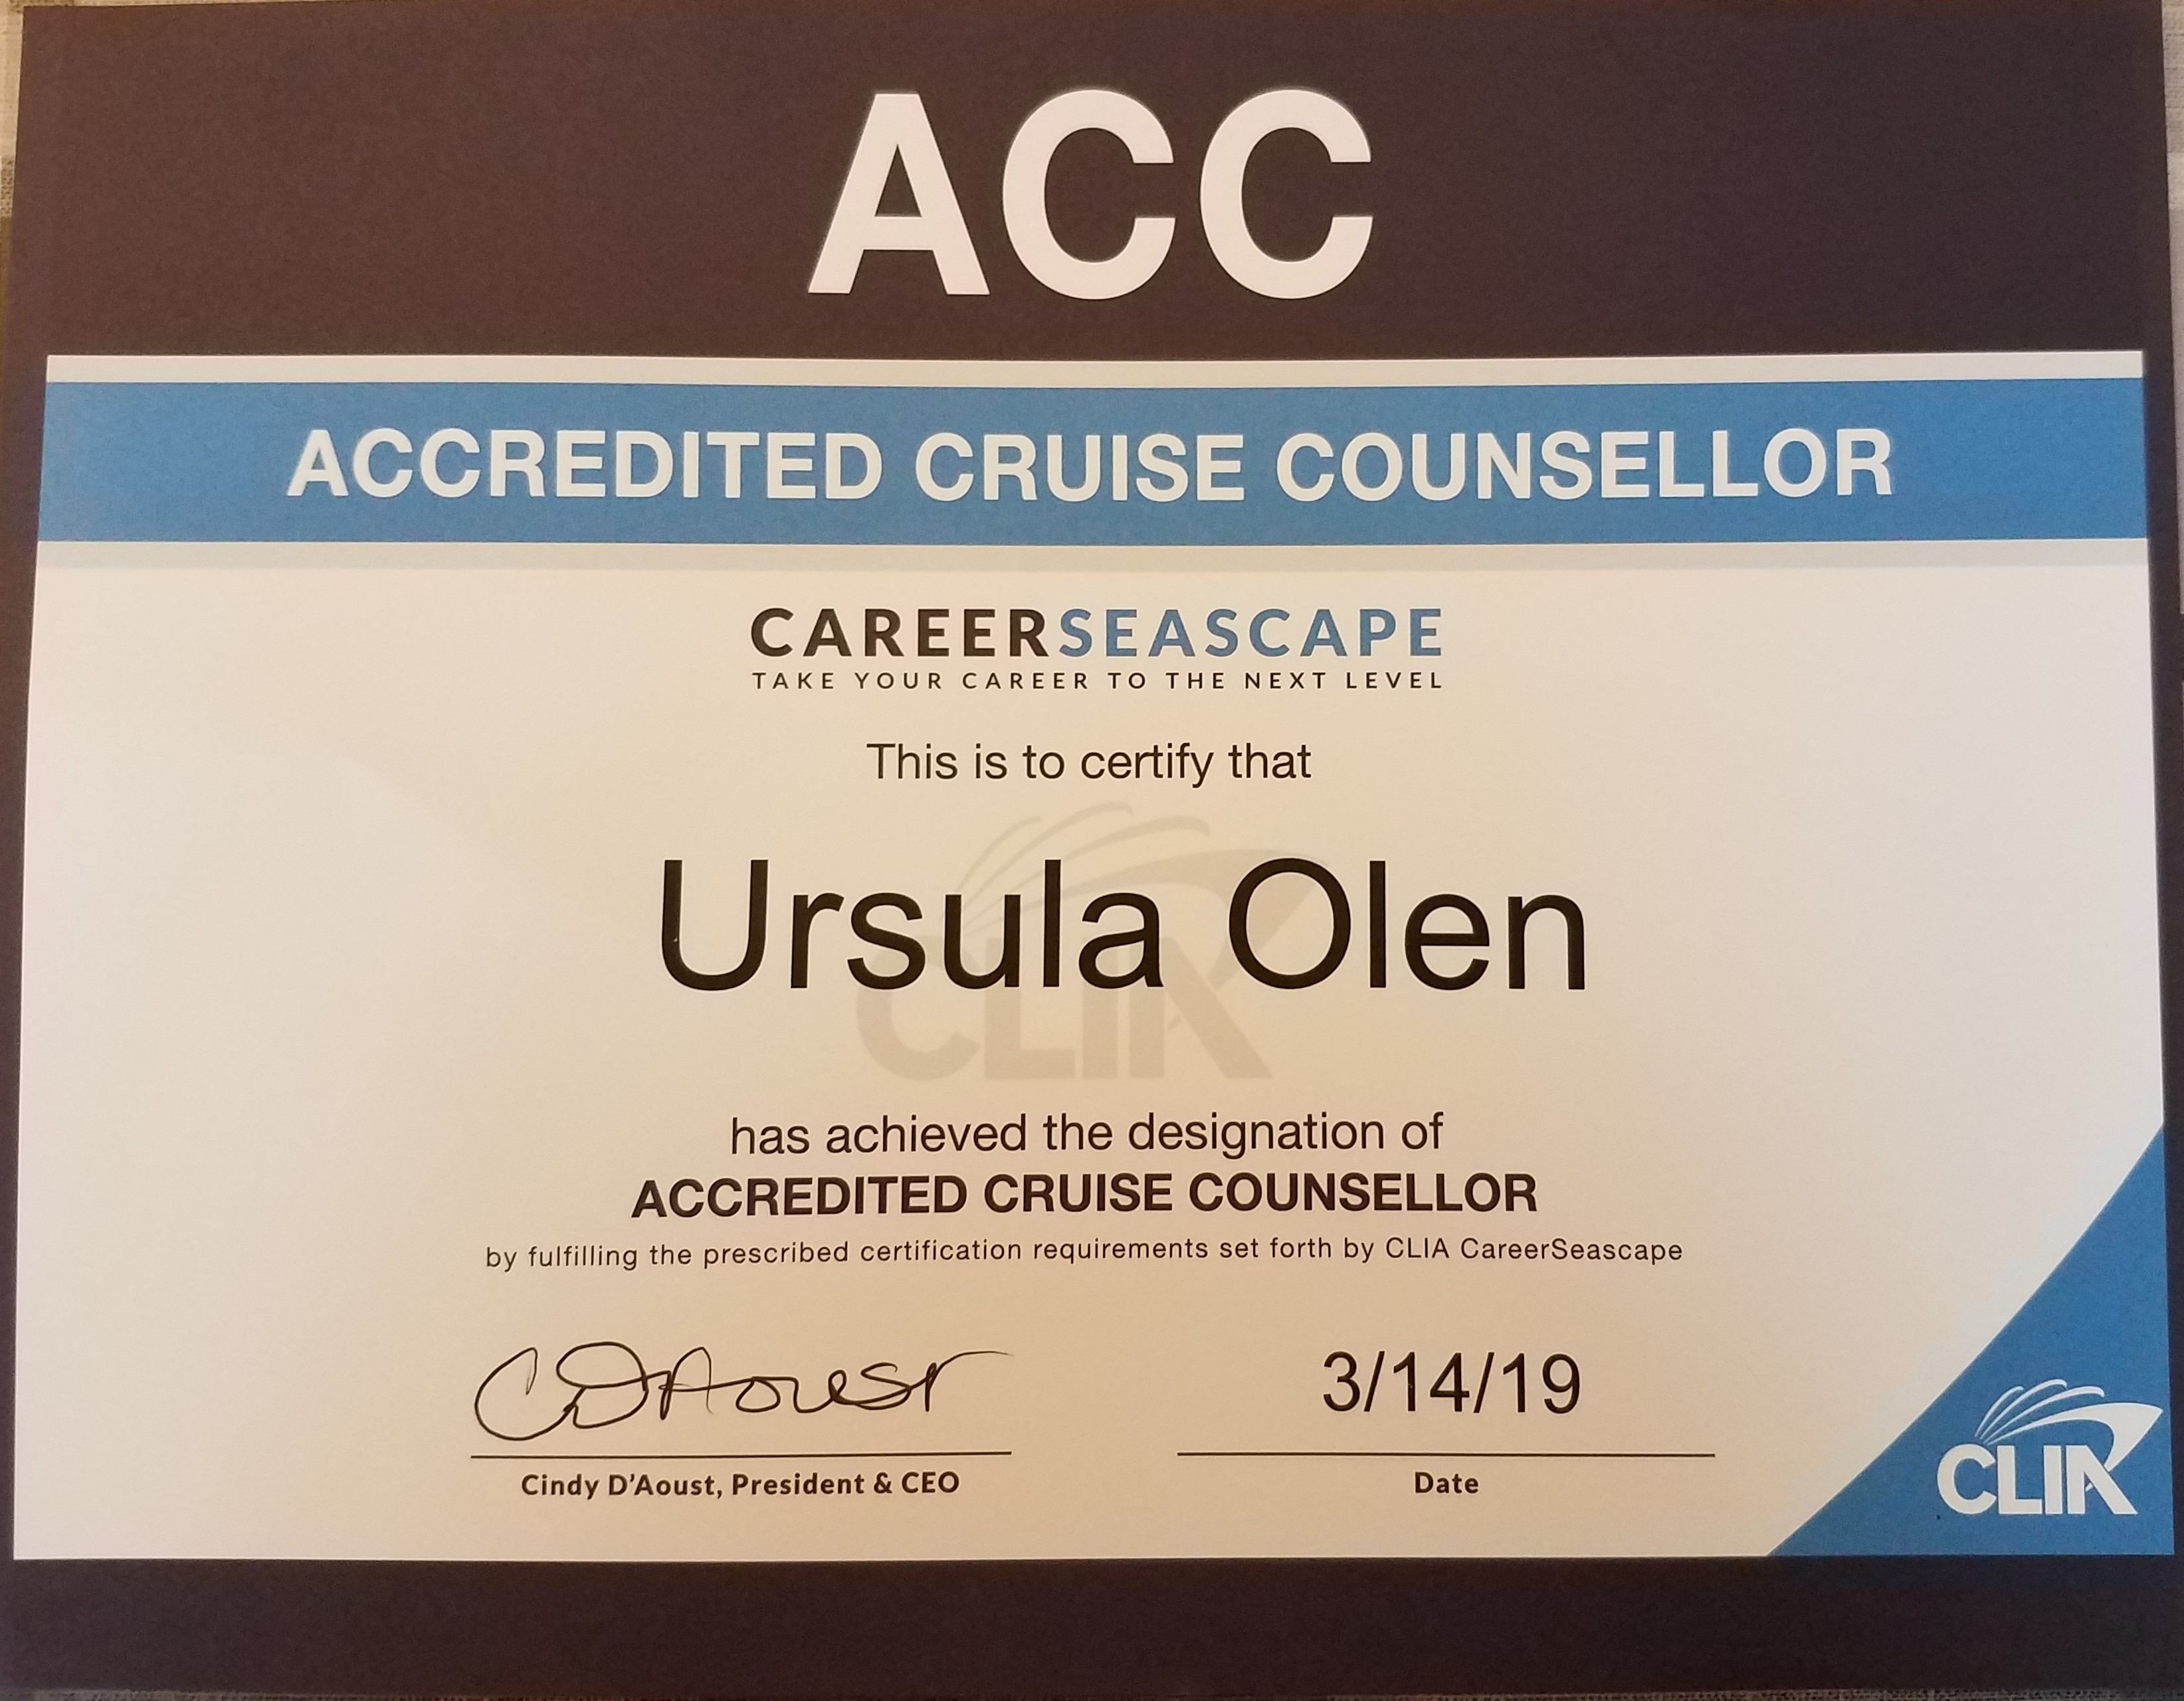 ACC
ACCREDITED CRUISE COUNSELLOR
CAREERSEASCAPE
TAKE YOUR CAREER TO THE NEXT LEVEL
This is to certify that
Ursula Olen
CLIA
has achieved the designation of
ACCREDITED CRUISE COUNSELLOR
by fulfilling the prescribed certification requirements set forth by CLIA CareerSeascape
CDAoust 3/14/19
Cindy D'Aoust, President & CEO Date
CLIA